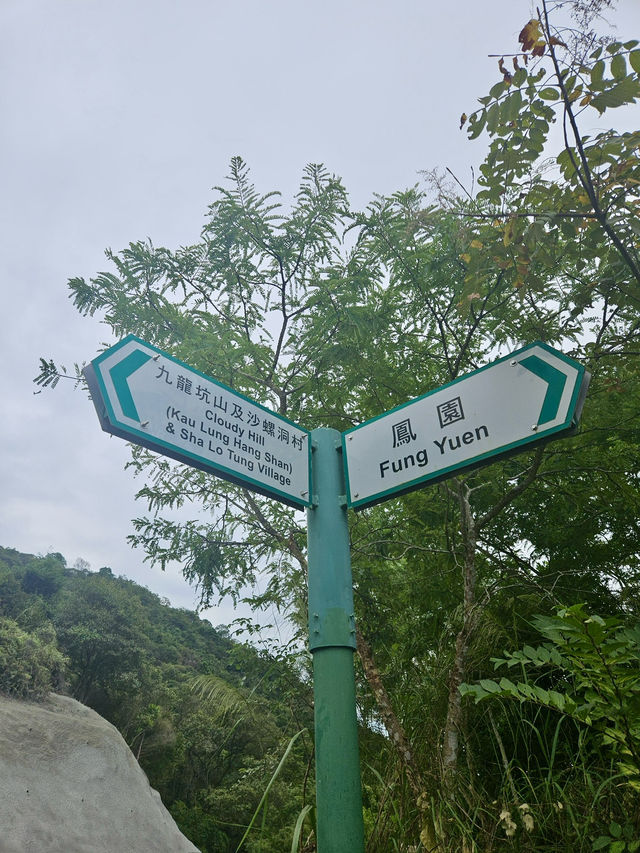 九龍坑山及沙螺洞村
Cloudy Hill
(Kau Lung Hang Shan)
& Sha Lo Tung Village
鳳園
Fung Yuen